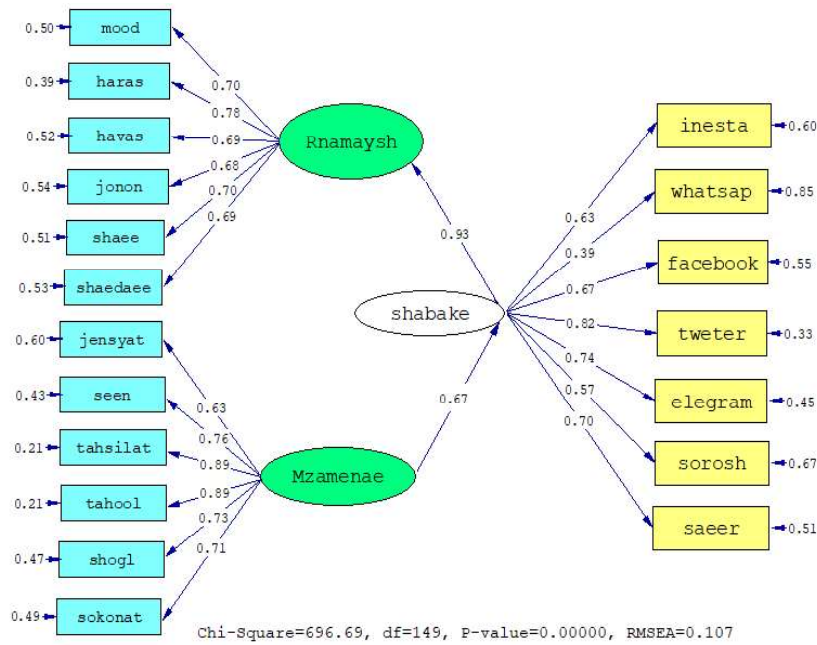 0.50 mood 0.70
0.39 haras 0.78
0.52 havas 0.69
0.54 jonon 0.68
0.51 shaee 0.70
0.53 shaedaee 0.69
0.60 jensyat 0.63
0.43 seen 0.76
0.21 tahsilat 0.89
0.21 tahool 0.89
0.47 shogl 0.73
0.49 sokonat 0.71
Rnamaysh
0.93
shabake
0.67
Mzamenae
0.63 inesta 0.60
0.39 whatsap 0.85
0.67 facebook 0.55
0.82 tweter 0.33
0.74 elegram 0.45
0.57 sorosh 0.67
0.70 saeer 0.51
Chi-Square=696.69, df=149, P-value=0.00000, RMSEA=0.107